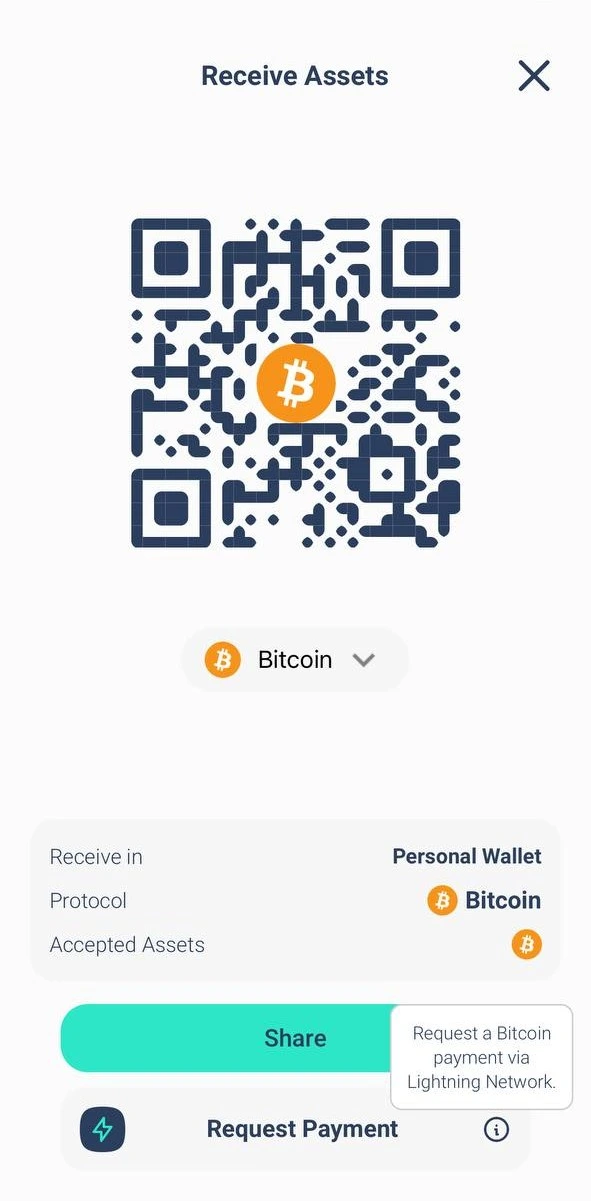 Receive Assets
Bitcoin
Receive in Personal Wallet
Protocol Bitcoin
Accepted Assets
Share
Request a Bitcoin
payment via
Lightning Network.
Request Payment